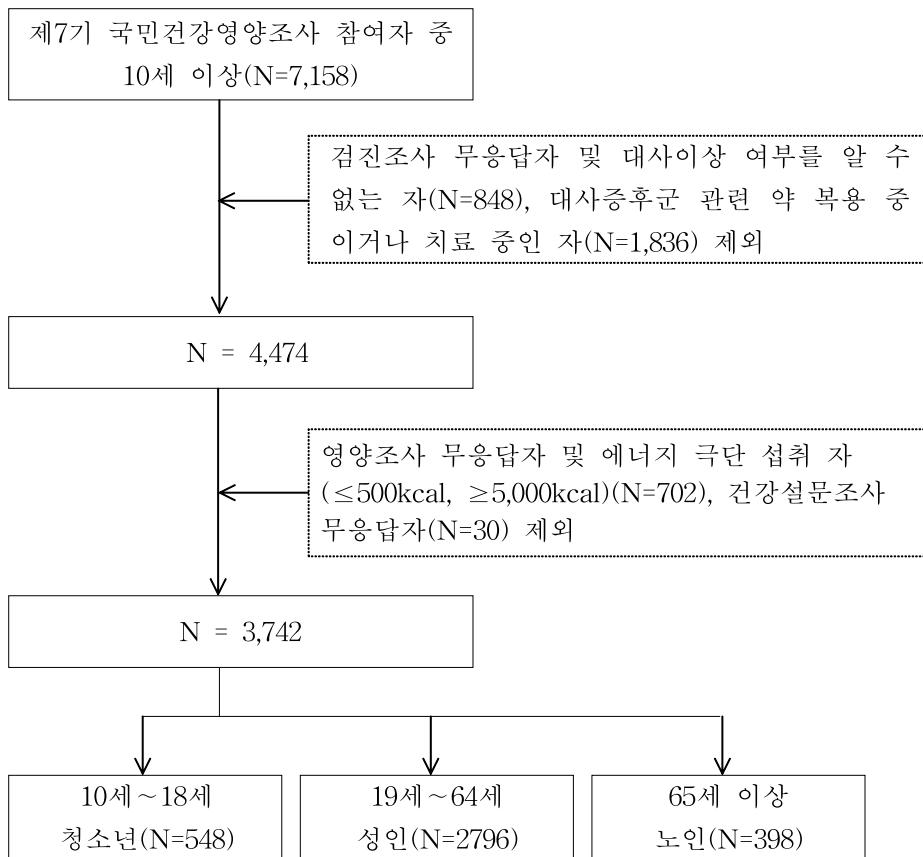 제7기 국민건강영양조사 참여자 중
10세 이상(N=7,158)
검진조사 무응답자 및 대사이상 여부를 알 수
없는 자(N=848), 대사증후군 관련 약 복용 중
이거나 치료 중인 자(N=1,836) 제외
N = 4,474
영양조사 무응답자 및 에너지 극단 섭취 자
(≤500kcal, ≥5,000kcal)(N=702), 건강설문조사
무응답자(N=30) 제외
N = 3,742
10세~18세
청소년(N=548)
19세~64세
성인(N=2796)
65세 이상
노인(N=398)